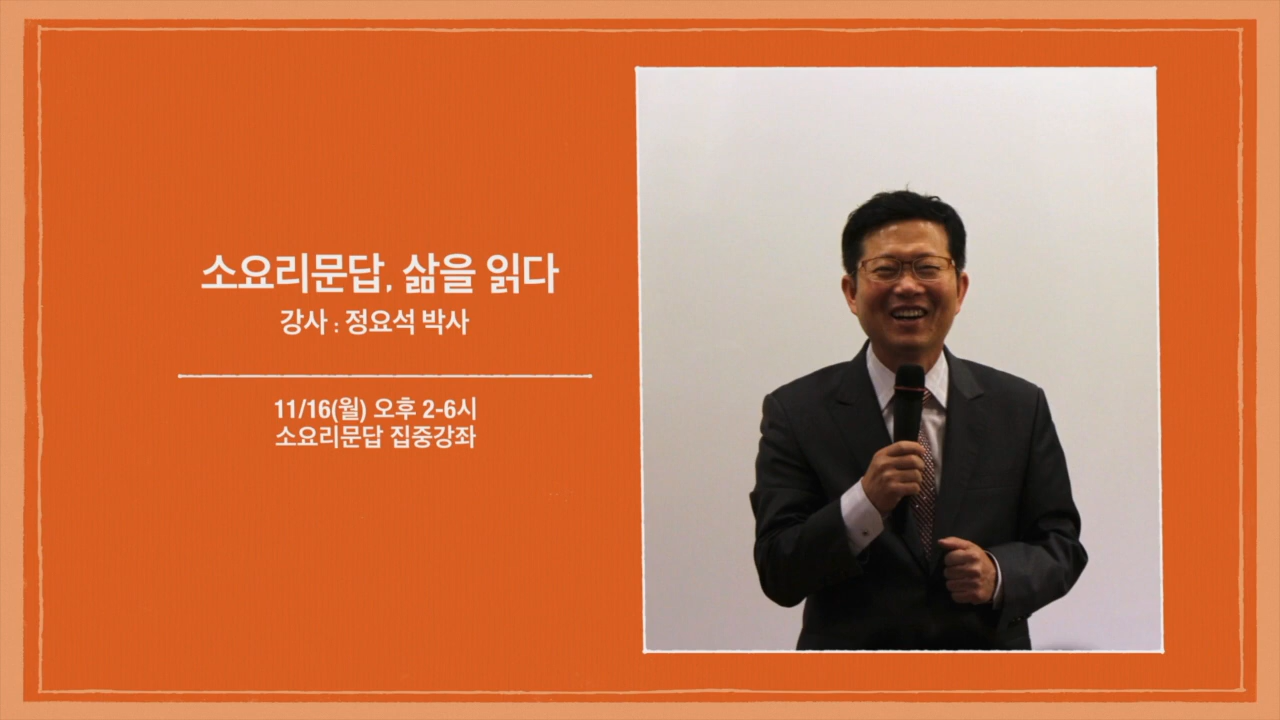 소요리문답, 삶을 읽다
강사 : 정요석 박사
11/16(월) 오후 2-6시
소요리문답 집중강좌